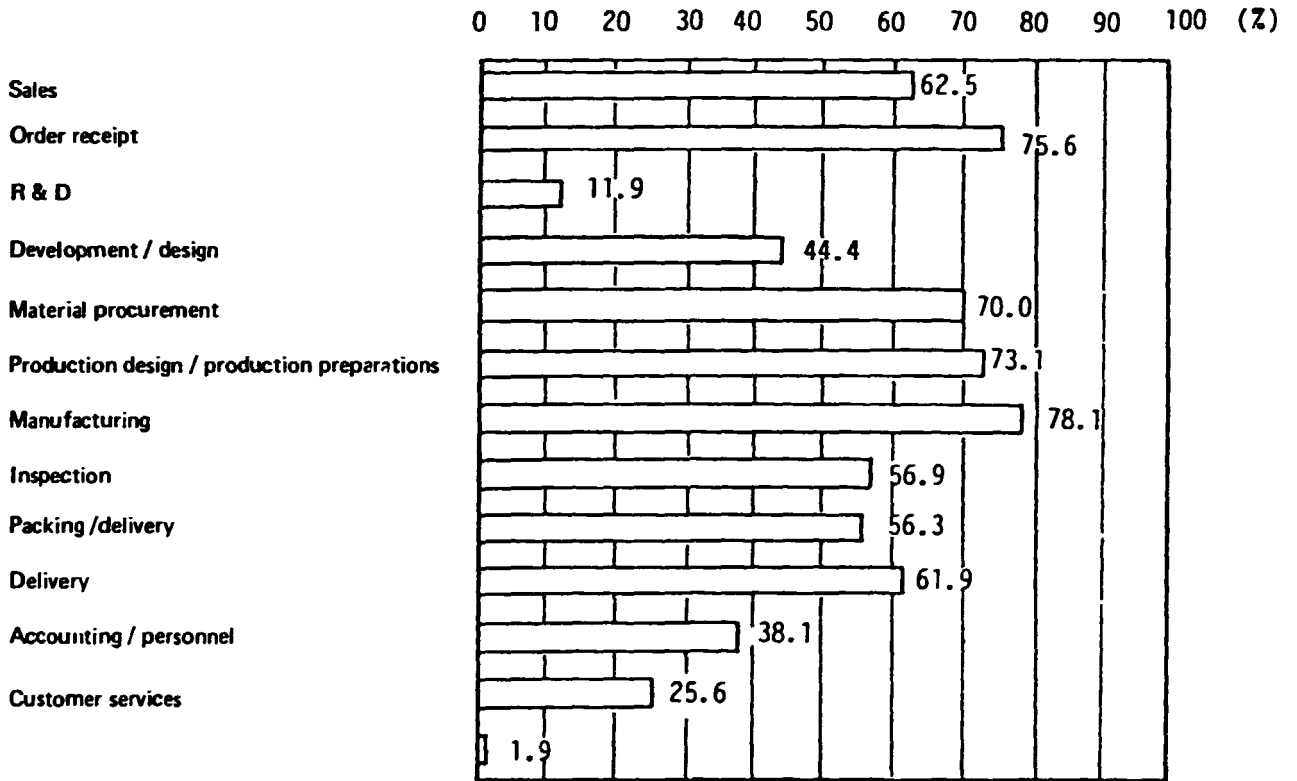 0 10 20 30 40 50 60 70 80 90 100 (%)
Sales 62.5
Order receipt 75.6
R & D 11.9
Development / design 44.4
Material procurement 70.0
Production design / production preparations 73.1
Manufacturing 78.1
Inspection 56.9
Packing /delivery 56.3
Delivery 61.9
Accounting / personnel 38.1
Customer services 25.6
1.9